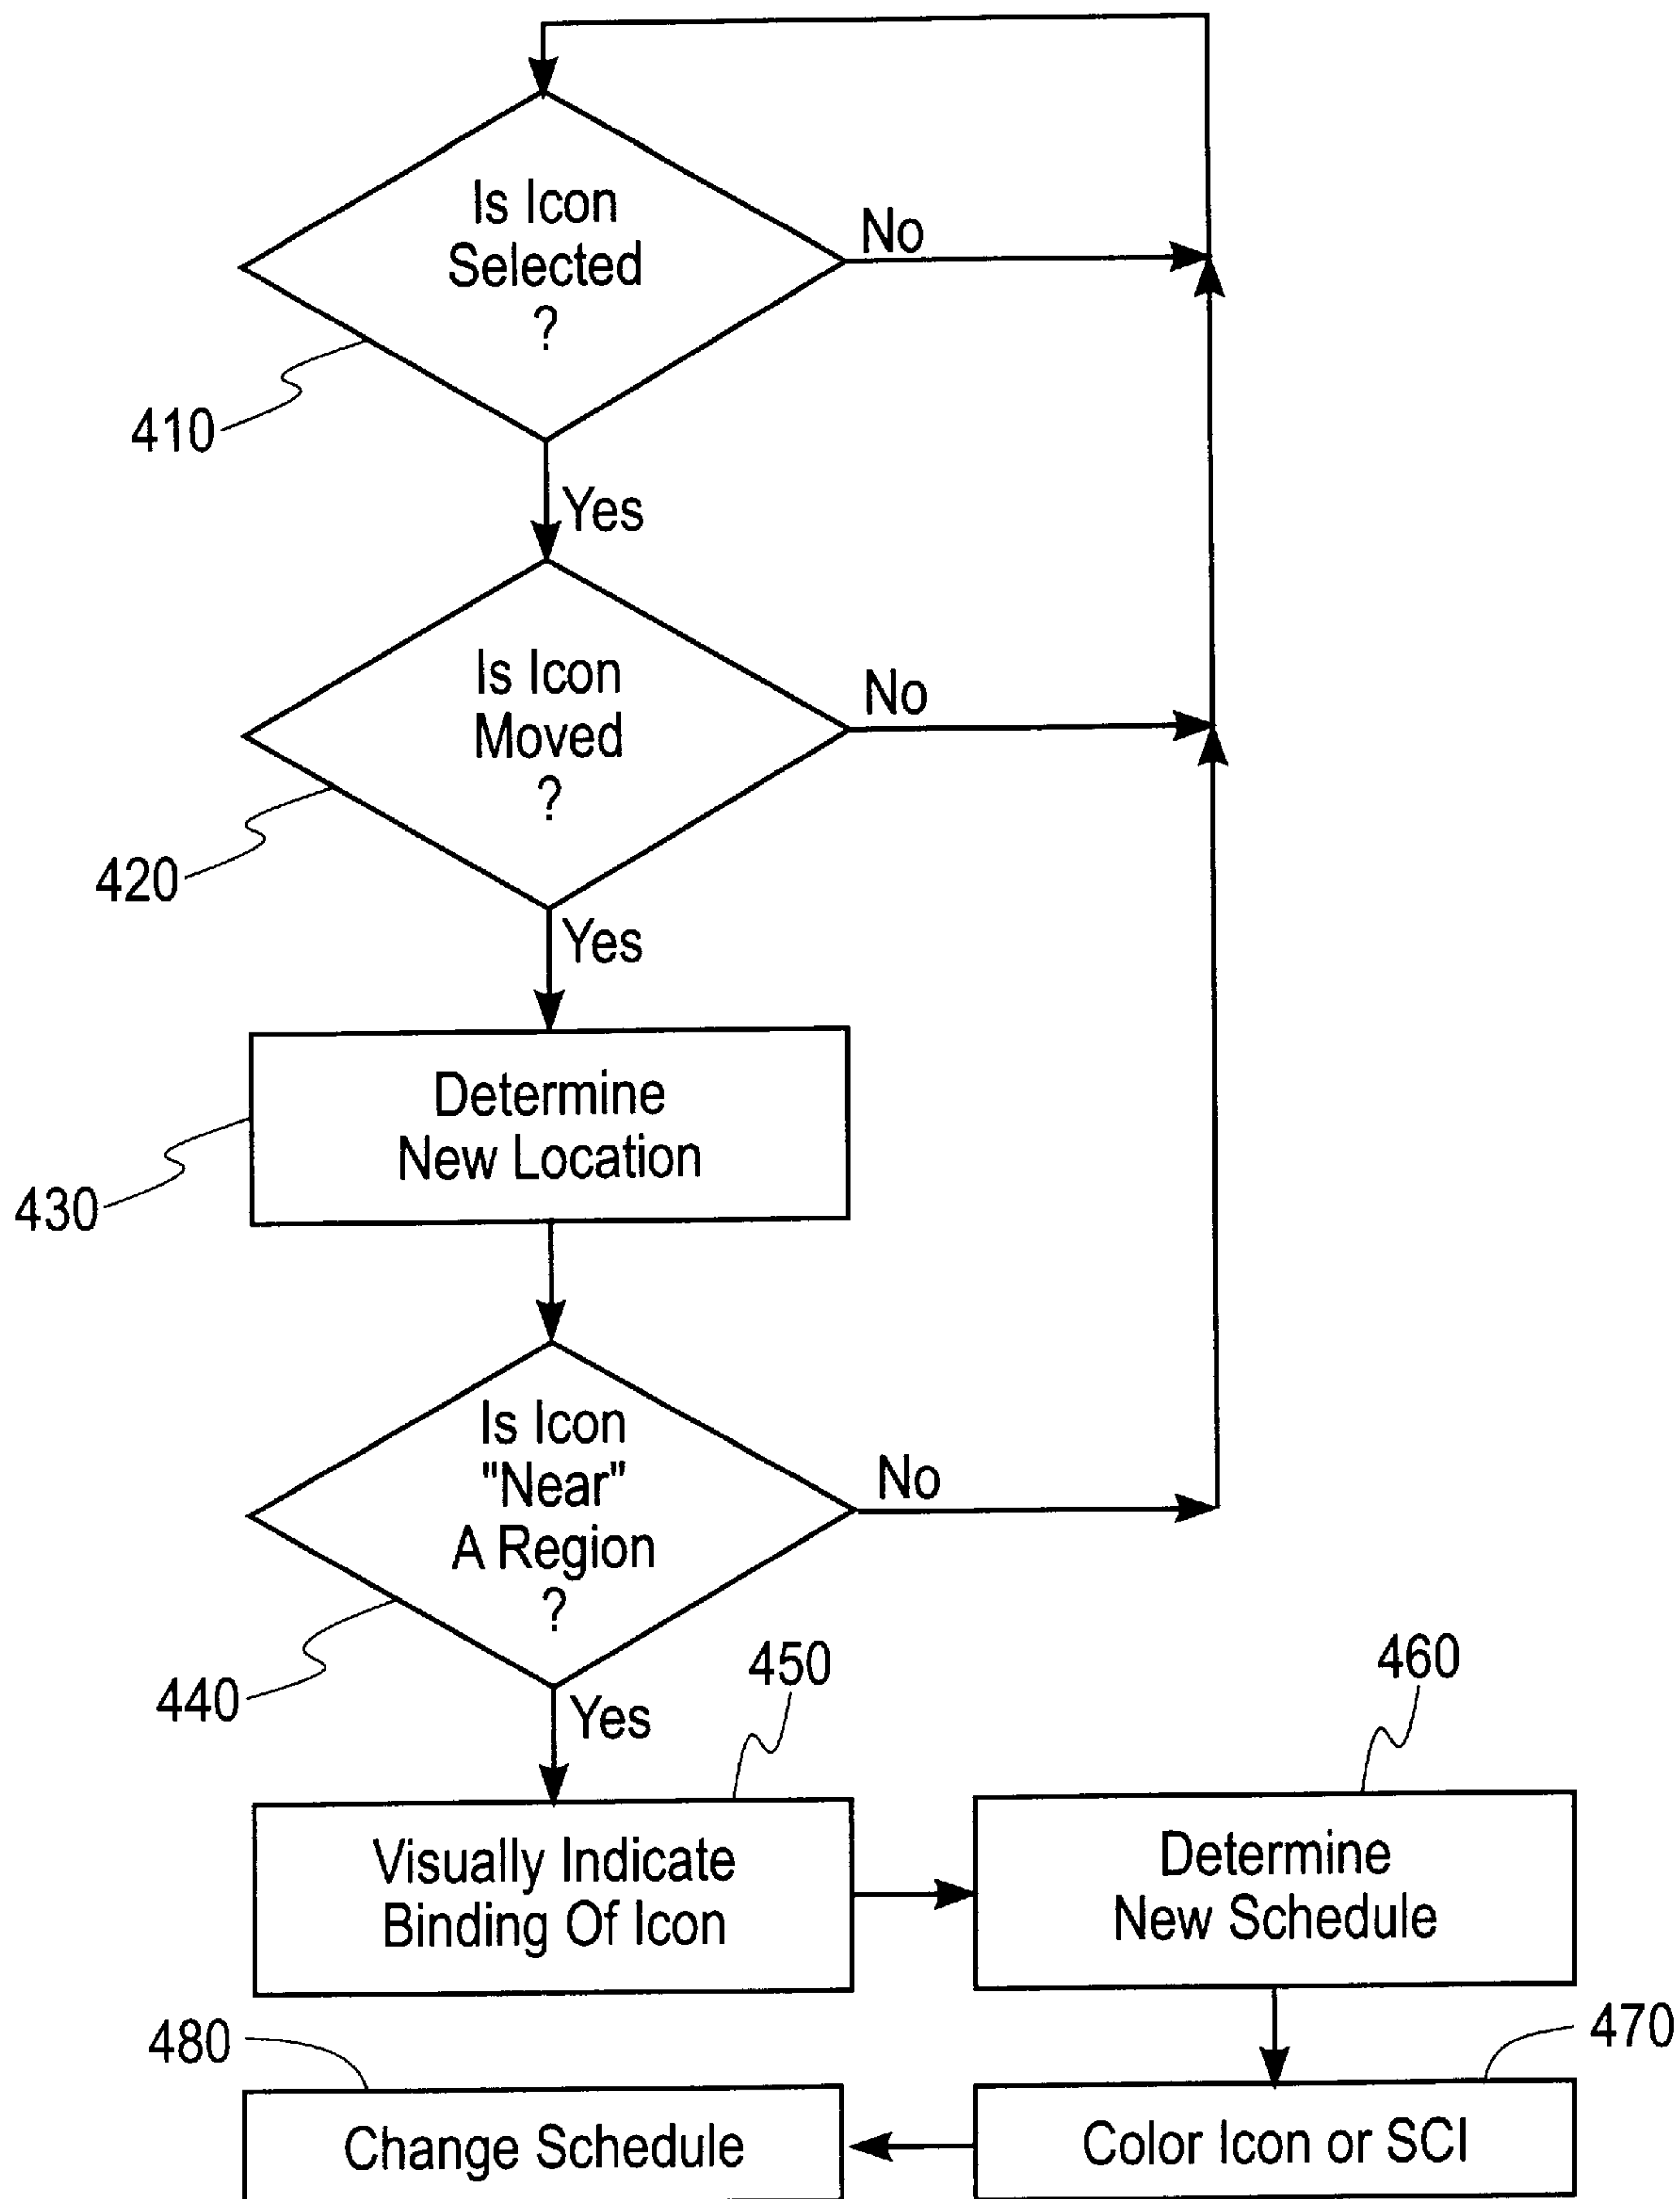 Is Icon
Selected
?
No
410
Yes
Is Icon
Moved
?
No
420
Yes
Determine
New Location
430
Is Icon
"Near"
A Region
?
No
440
Yes
450
460
Visually Indicate
Binding Of Icon
Determine
New Schedule
480
470
Change Schedule
Color Icon or SCI